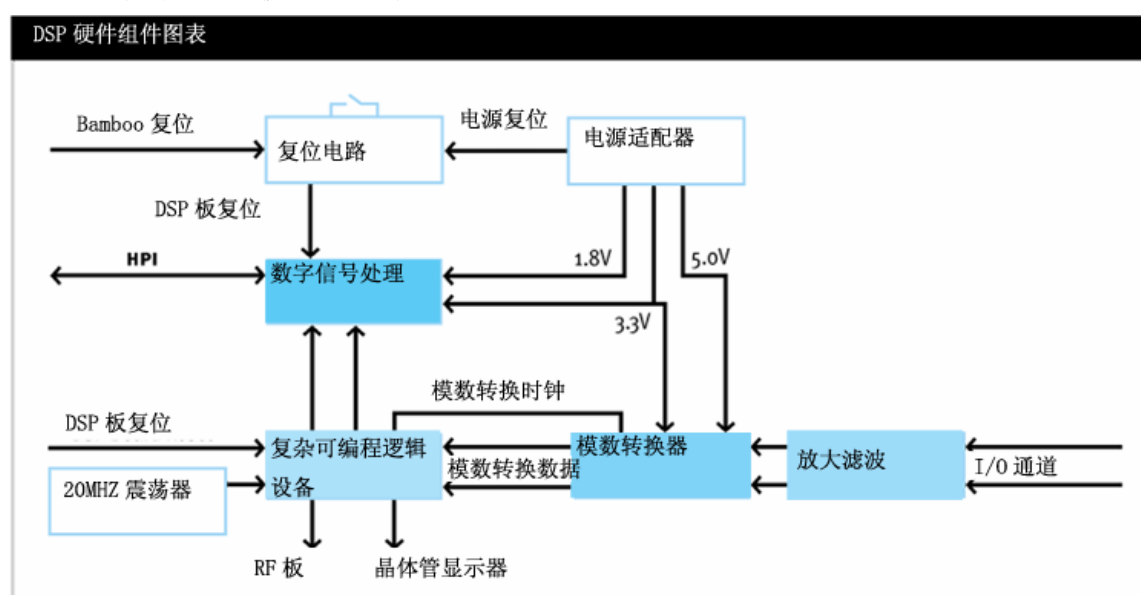 DSP 硬件组件图表
Bamboo 复位
电源复位
电源适配器
复位电路
DSP 板复位
HPI
数字信号处理
1.8V
5.0V
3.3V
模数转换时钟
DSP 板复位
复杂可编程逻辑
设备
模数转换器
模数转换数据
放大滤波
I/O 通道
20MHZ 震荡器
RF 板
晶体管显示器